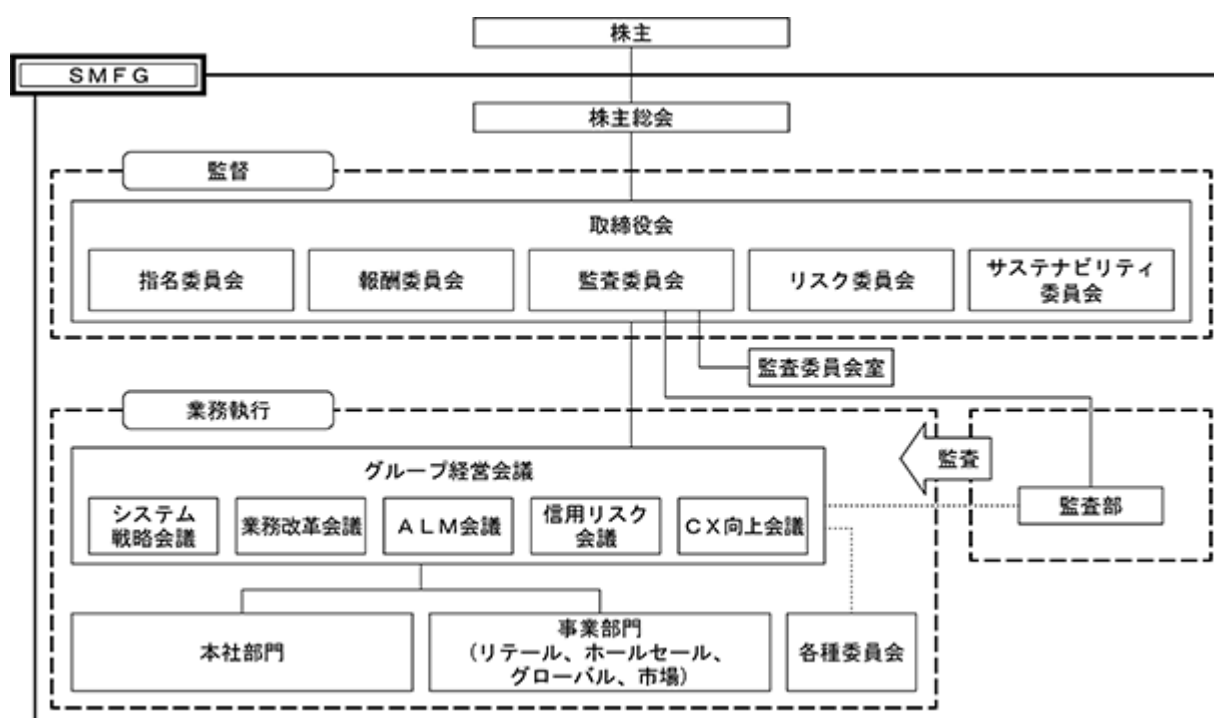 株主
ＳＭＦＧ
株主総会
監督
取締役会
指名委員会
報酬委員会
監査委員会
リスク委員会
サステナビリティ
委員会
監査委員会室
業務執行
グループ経営会議
監査
システム
戦略会議
業務改革会議
ＡＬＭ会議
信用リスク
会議
ＣＸ向上会議
監査部
本社部門
事業部門
(リテール、ホールセール、
グローバル、市場)
各種委員会